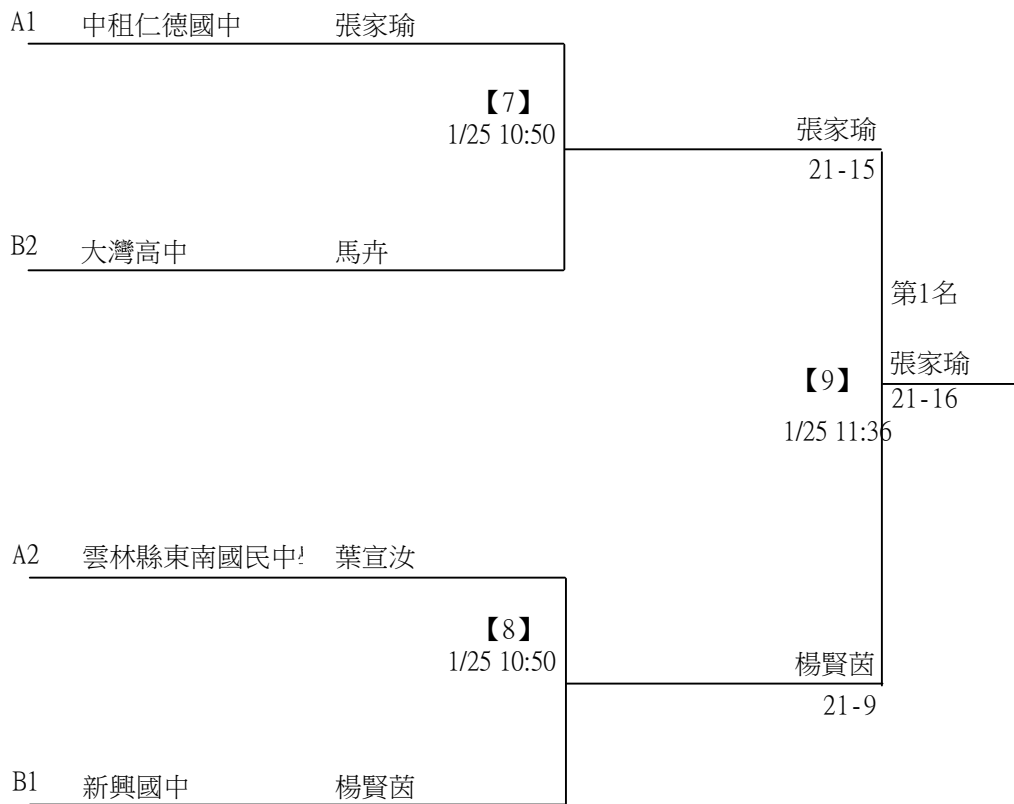 A1 中租仁德國中 張家瑜
【7】
1/25 10:50
張家瑜
21-15
B2 大灣高中 馬卉
第1名
【9】
張家瑜
21-16
1/25 11:36
A2 雲林縣東南國民中 葉宣汝
【8】
1/25 10:50
楊賢茵
21-9
B1 新興國中 楊賢茵